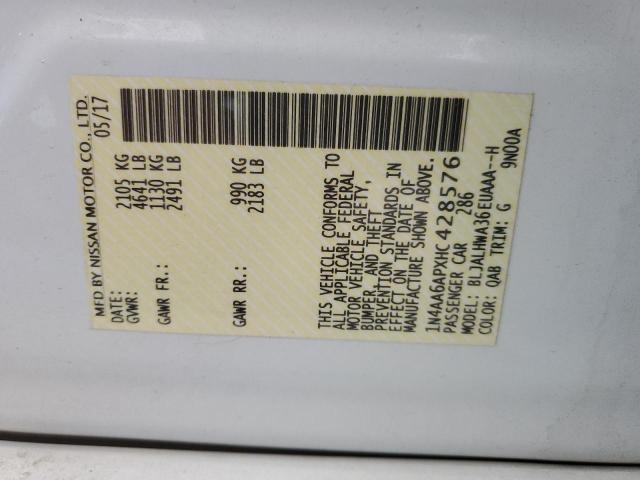 MFD BY NISSAN MOTOR CO., LTD.
DATE: 05/17
GVWR: 2105 KG
4641 LB
GAWR FR.: 1130 KG
2491 LB
GAWR RR.: 990 KG
2183 LB
THIS VEHICLE CONFORMS TO
ALL APPLICABLE FEDERAL
MOTOR VEHICLE SAFETY,
BUMPER, AND THEFT
PREVENTION STANDARDS IN
EFFECT ON THE DATE OF
MANUFACTURE SHOWN ABOVE.
1N4AA6APXHC428576
PASSENGER CAR 286
MODEL: BLJALHWA36EUAAA--H
COLOR: QAB TRIM: G 9N00A